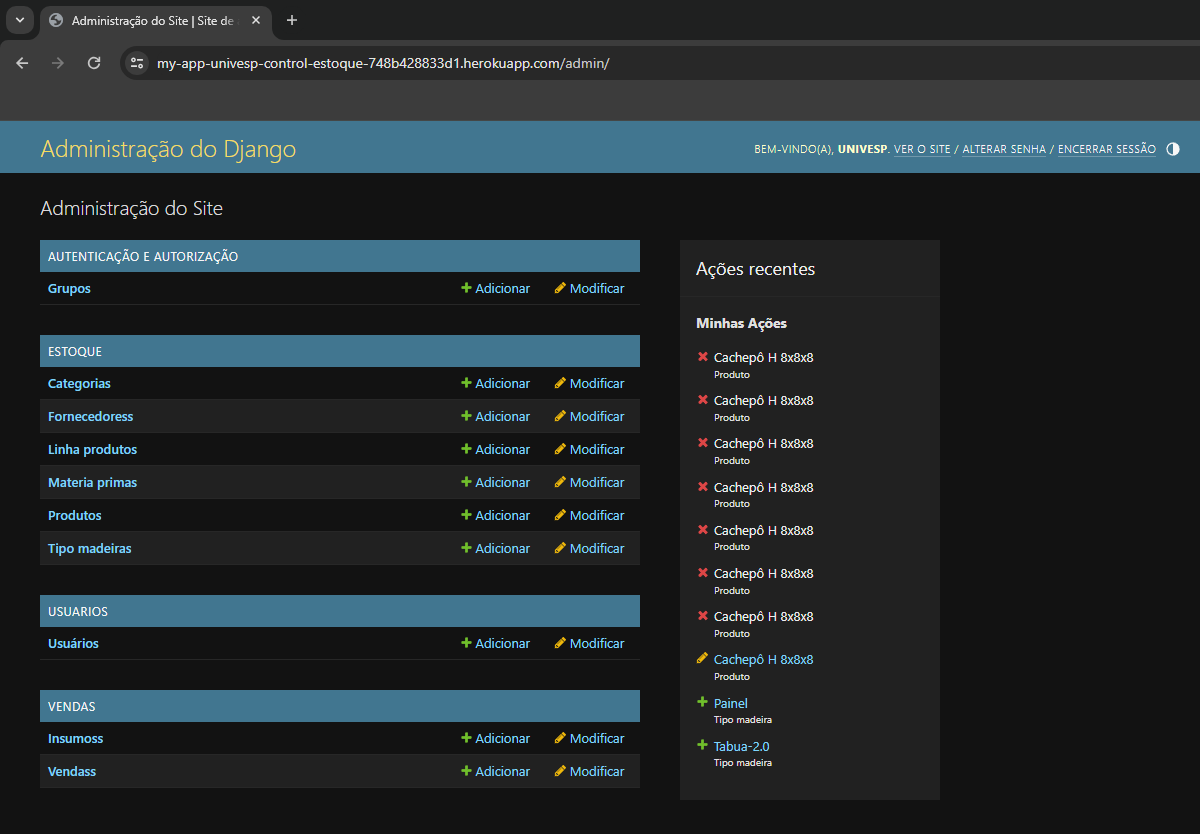 Administração do Site | Site de
my-app-univesp-control-estoque-748b428833d1.herokuapp.com/admin/
Administração do Django
BEM-VINDO(A), UNIVESP. VER O SITE / ALTERAR SENHA / ENCERRAR SESSÃO
Administração do Site
AUTENTICAÇÃO E AUTORIZAÇÃO
Grupos Adicionar Modificar
ESTOQUE
Categorias Adicionar Modificar
Fornecedoress Adicionar Modificar
Linha produtos Adicionar Modificar
Materia primas Adicionar Modificar
Produtos Adicionar Modificar
Tipo madeiras Adicionar Modificar
USUARIOS
Usuários Adicionar Modificar
VENDAS
Insumoss Adicionar Modificar
Vendass Adicionar Modificar
Ações recentes
Minhas Ações
Cachepô H 8x8x8
Produto
Cachepô H 8x8x8
Produto
Cachepô H 8x8x8
Produto
Cachepô H 8x8x8
Produto
Cachepô H 8x8x8
Produto
Cachepô H 8x8x8
Produto
Cachepô H 8x8x8
Produto
Cachepô H 8x8x8
Produto
Painel
Tipo madeira
Tabua-2.0
Tipo madeira